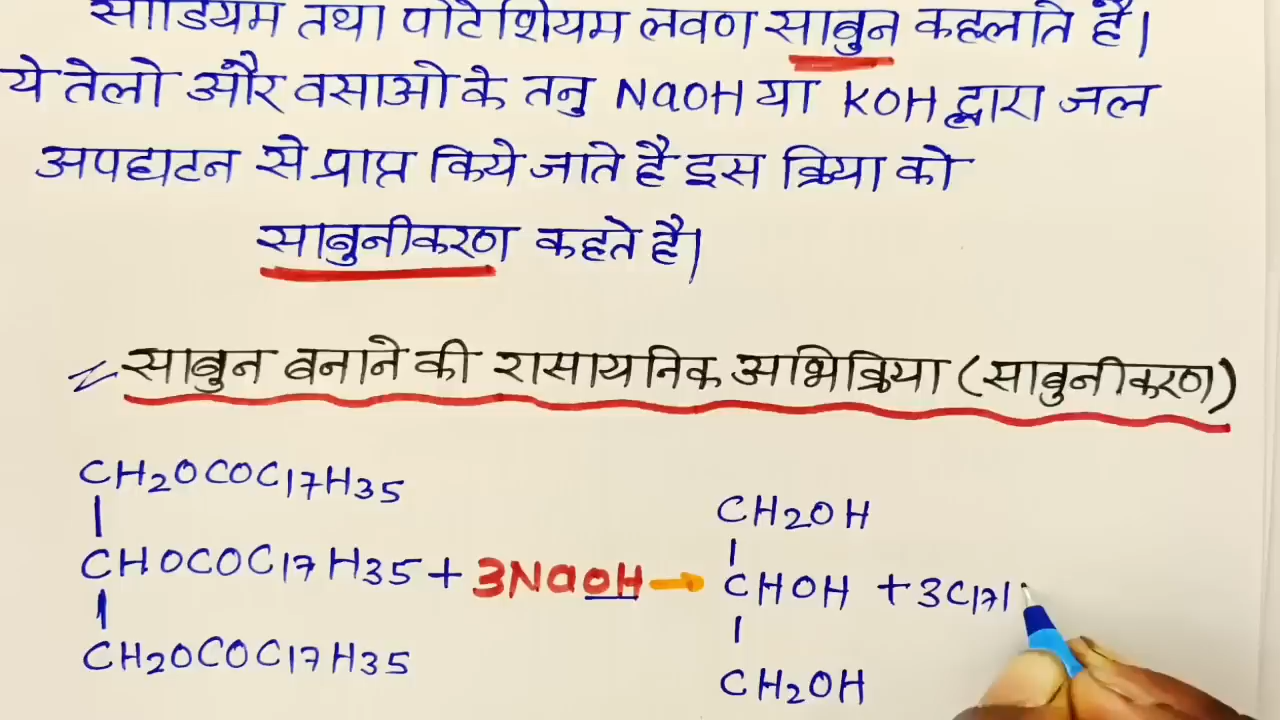 सोडियम तथा पोटेशियम लवण साबुन कहलाते है।
ये तेलो और वसाओ के तनु NaOH या KOH द्वारा जल
अपघटन से प्राप्त किये जाते है इस क्रिया को
साबुनीकरण कहते है।
साबुन बनाने की रासायनिक अभिक्रिया (साबुनीकरण)
CH2OCOC17H35
CHOCOC17H35 + 3NaOH → CHOH + 3C17
CH2OCOC17H35
CH2OH
CH2OH